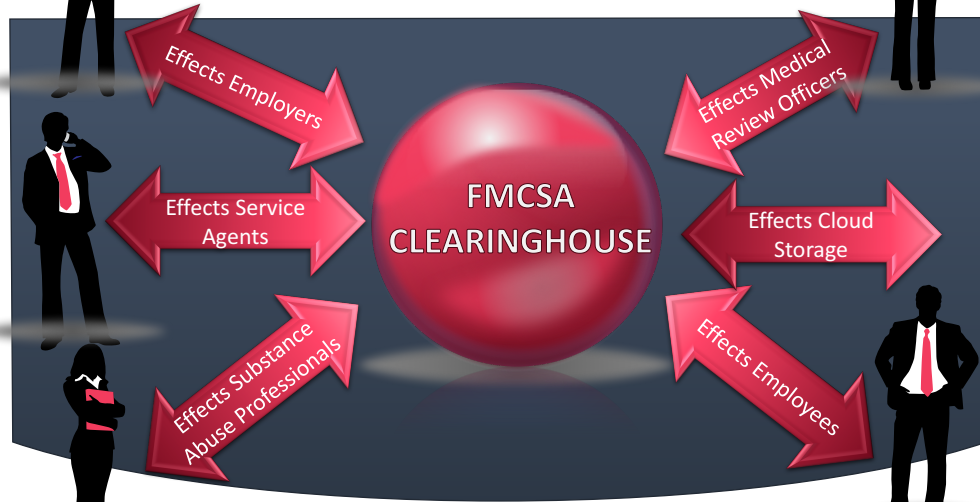 Effects Employers
Effects Medical
Review Officers
Effects Service
Agents
FMCSA
CLEARINGHOUSE
Effects Cloud
Storage
Effects Substance
Abuse Professionals
Effects Employees